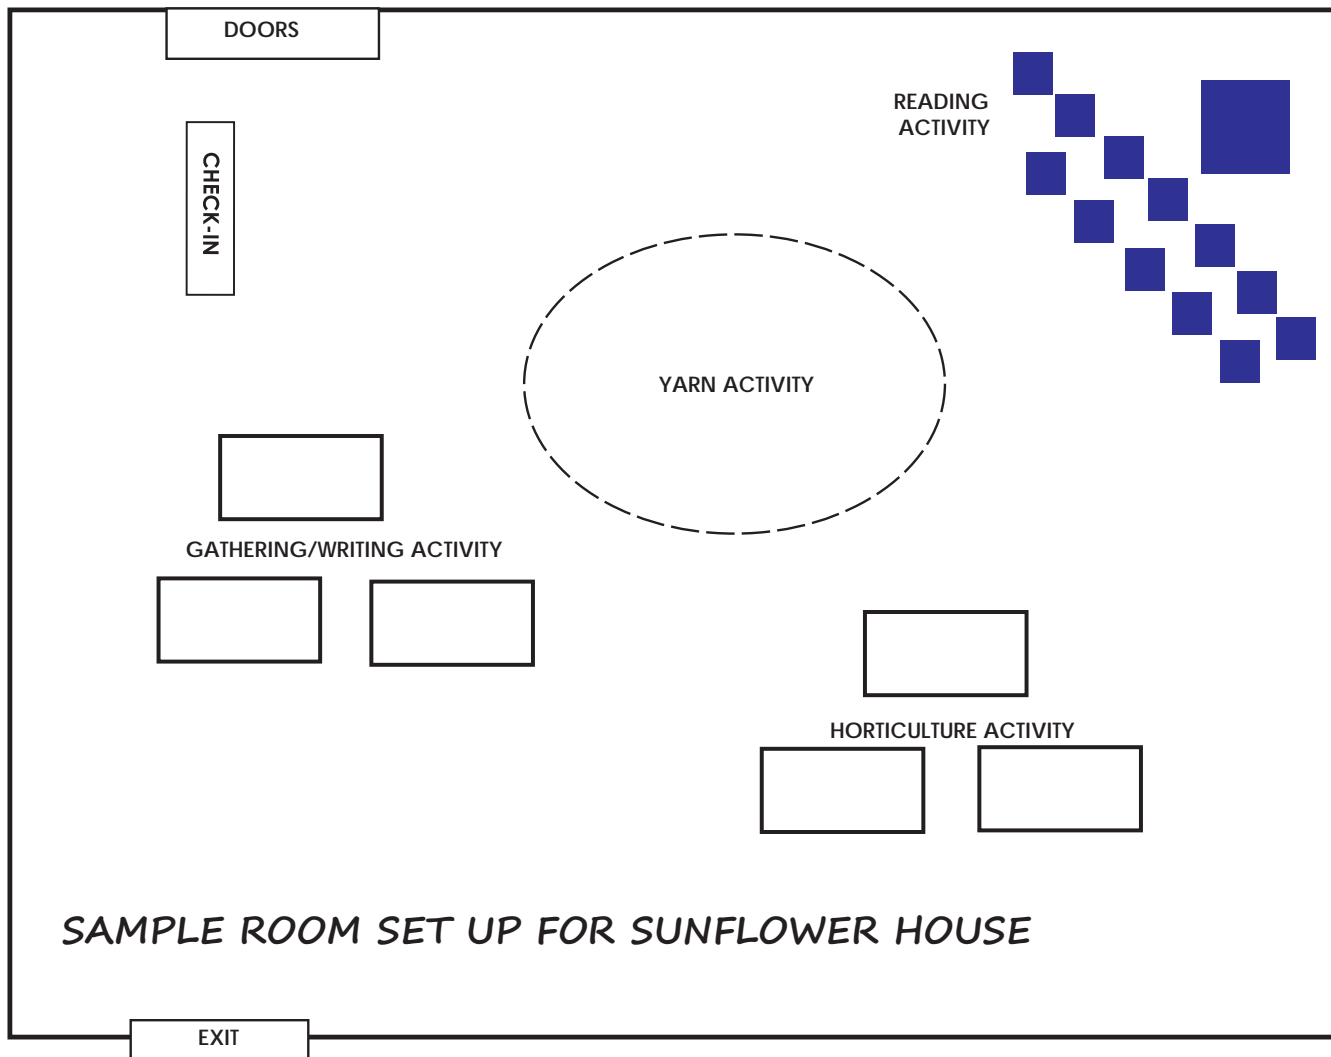 DOORS
READING
ACTIVITY
CHECK-IN
YARN ACTIVITY
GATHERING/WRITING ACTIVITY
HORTICULTURE ACTIVITY
SAMPLE ROOM SET UP FOR SUNFLOWER HOUSE
EXIT